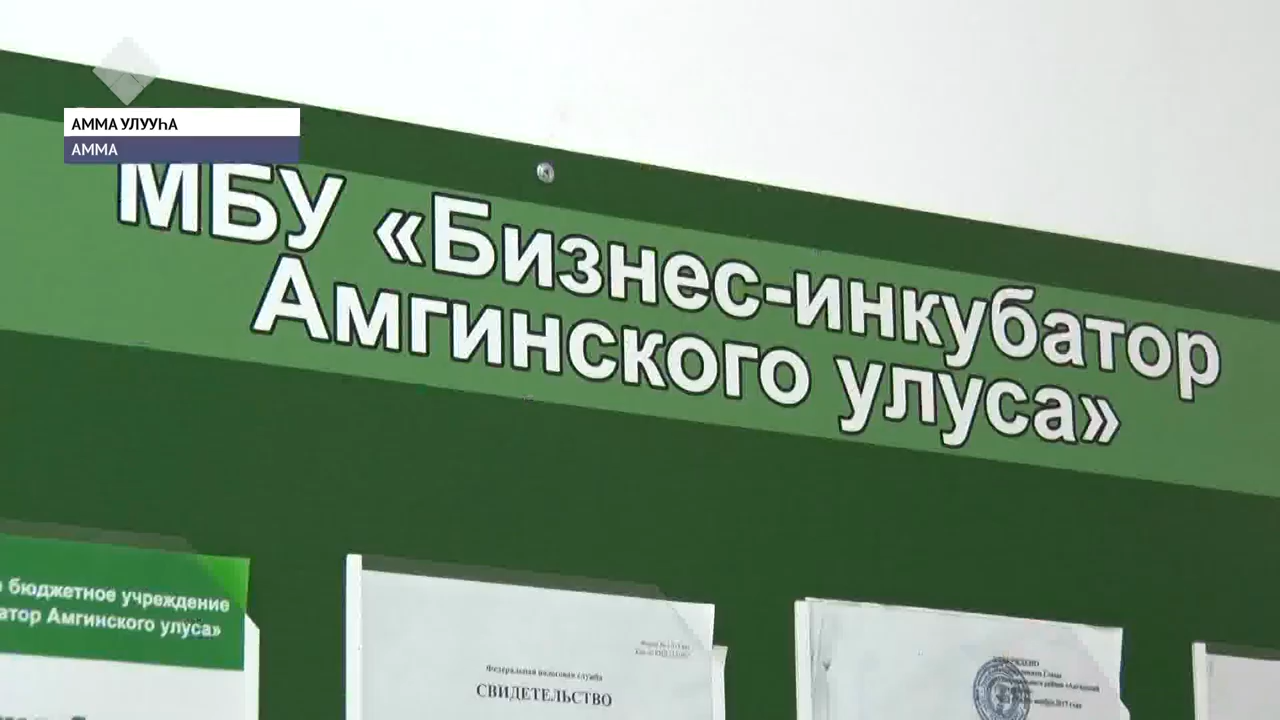 АММА УЛУУҺА
АММА
МБУ «Бизнес-инкубатор
Амгинского улуса»
бюджетное учреждение
атор Амгинского улуса»
Федеральная налоговая служба
СВИДЕТЕЛЬСТВО